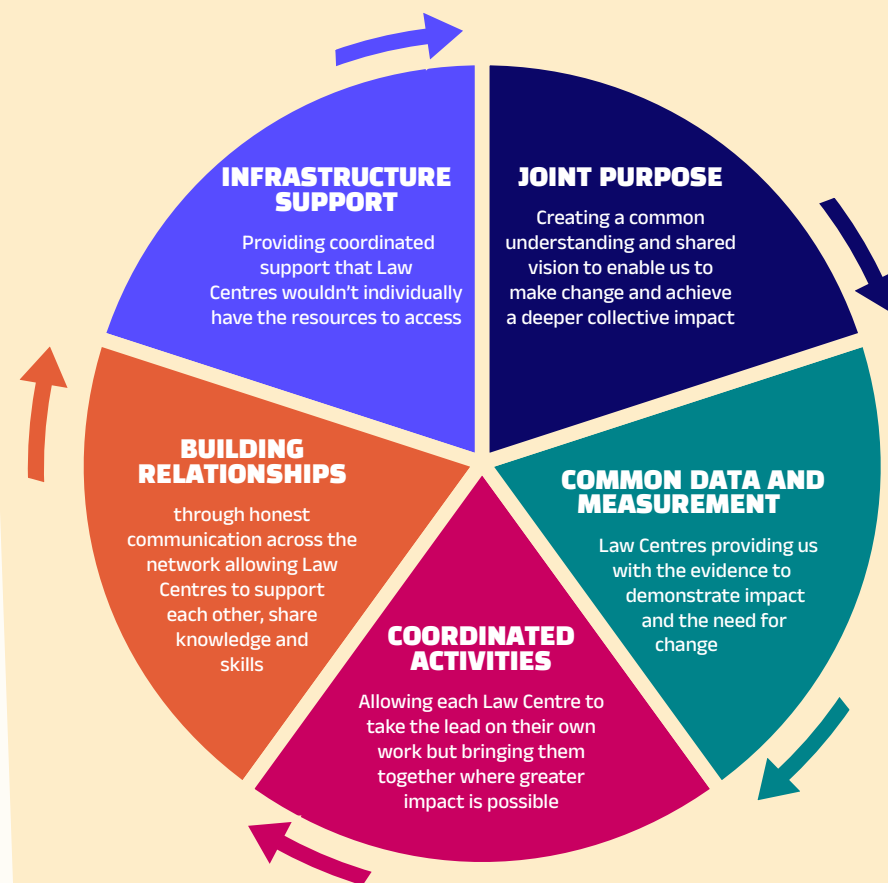 INFRASTRUCTURE
SUPPORT
Providing coordinated
support that Law
Centres wouldn’t individually
have the resources to access
JOINT PURPOSE
Creating a common
understanding and shared
vision to enable us to
make change and achieve
a deeper collective impact
COMMON DATA AND
MEASUREMENT
Law Centres providing us
with the evidence to
demonstrate impact
and the need for
change
COORDINATED
ACTIVITIES
Allowing each Law Centre to
take the lead on their own
work but bringing them
together where greater
impact is possible
BUILDING
RELATIONSHIPS
through honest
communication across the
network allowing Law
Centres to support
each other, share
knowledge and
skills